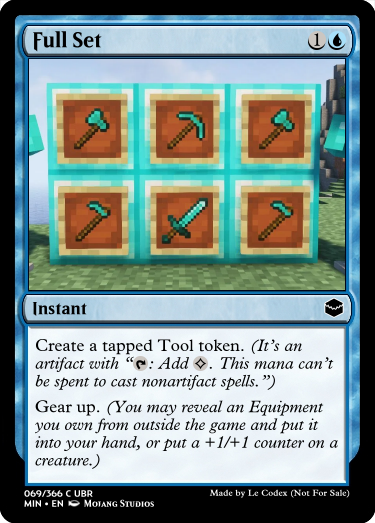 Full Set 1
Instant
Create a tapped Tool token. (It's an
artifact with “: Add . This mana can't
be spent to cast nonartifact spells.”)
Gear up. (You may reveal an Equipment
you own from outside the game and put it
into your hand, or put a +1/+1 counter on a
creature.)
069/366 C UBR
MIN • EN Mojang Studios
Made by Le Codex (Not For Sale)